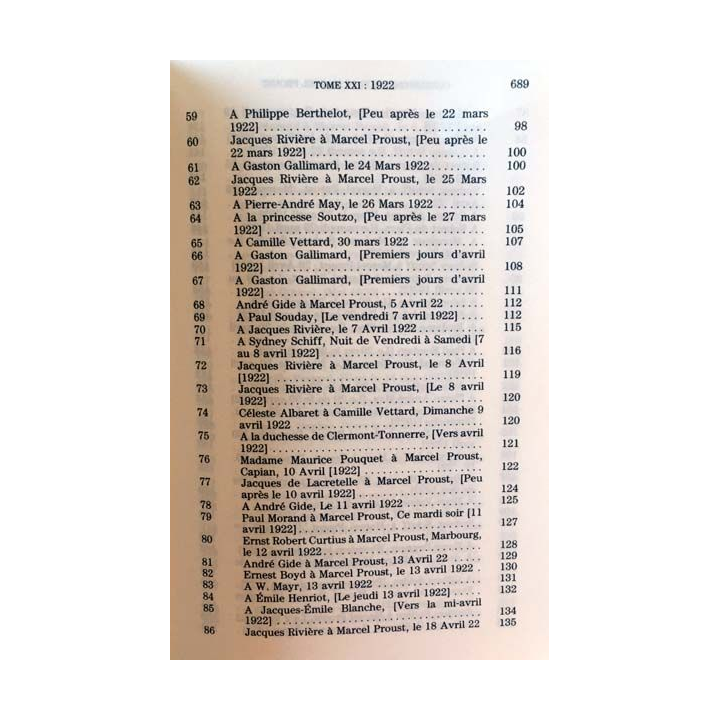 TOME XXI : 1922 689
59 A Philippe Berthelot, [Peu après le 22 mars
1922] 98
60 Jacques Rivière à Marcel Proust, [Peu après le
22 mars 1922] 100
61 A Gaston Gallimard, le 24 Mars 1922 100
62 Jacques Rivière à Marcel Proust, le 25 Mars
1922 102
63 A Pierre-André May, le 26 Mars 1922 104
64 A la princesse Soutzo, [Peu après le 27 mars
1922] 105
65 A Camille Vettard, 30 mars 1922 107
66 A Gaston Gallimard, [Premiers jours d'avril
1922] 108
67 A Gaston Gallimard, [Premiers jours d'avril
1922] 111
68 André Gide à Marcel Proust, 5 Avril 22 112
69 A Paul Souday, [Le vendredi 7 avril 1922] 112
70 A Jacques Rivière, le 7 Avril 1922 115
71 A Sydney Schiff, Nuit de Vendredi à Samedi [7
au 8 avril 1922] 116
72 Jacques Rivière à Marcel Proust, le 8 Avril
[1922] 119
73 Jacques Rivière à Marcel Proust, [Le 8 avril
1922] 120
74 Céleste Albaret à Camille Vettard, Dimanche 9
avril 1922 120
75 A la duchesse de Clermont-Tonnerre, [Vers avril
1922] 121
76 Madame Maurice Pouquet à Marcel Proust,
Capian, 10 Avril [1922] 122
77 Jacques de Lacretelle à Marcel Proust, [Peu
après le 10 avril 1922] 124
78 A André Gide, Le 11 avril 1922 125
79 Paul Morand à Marcel Proust, Ce mardi soir [11
avril 1922] 127
80 Ernst Robert Curtius à Marcel Proust, Marbourg,
le 12 avril 1922 128
81 André Gide à Marcel Proust, 13 Avril 22 129
82 Ernest Boyd à Marcel Proust, le 13 avril 1922 130
83 A W. Mayr, 13 avril 1922 131
84 A Émile Henriot, [Le jeudi 13 avril 1922] 132
85 A Jacques-Émile Blanche, [Vers la mi-avril
1922] 134
86 Jacques Rivière à Marcel Proust, le 18 Avril 22 135